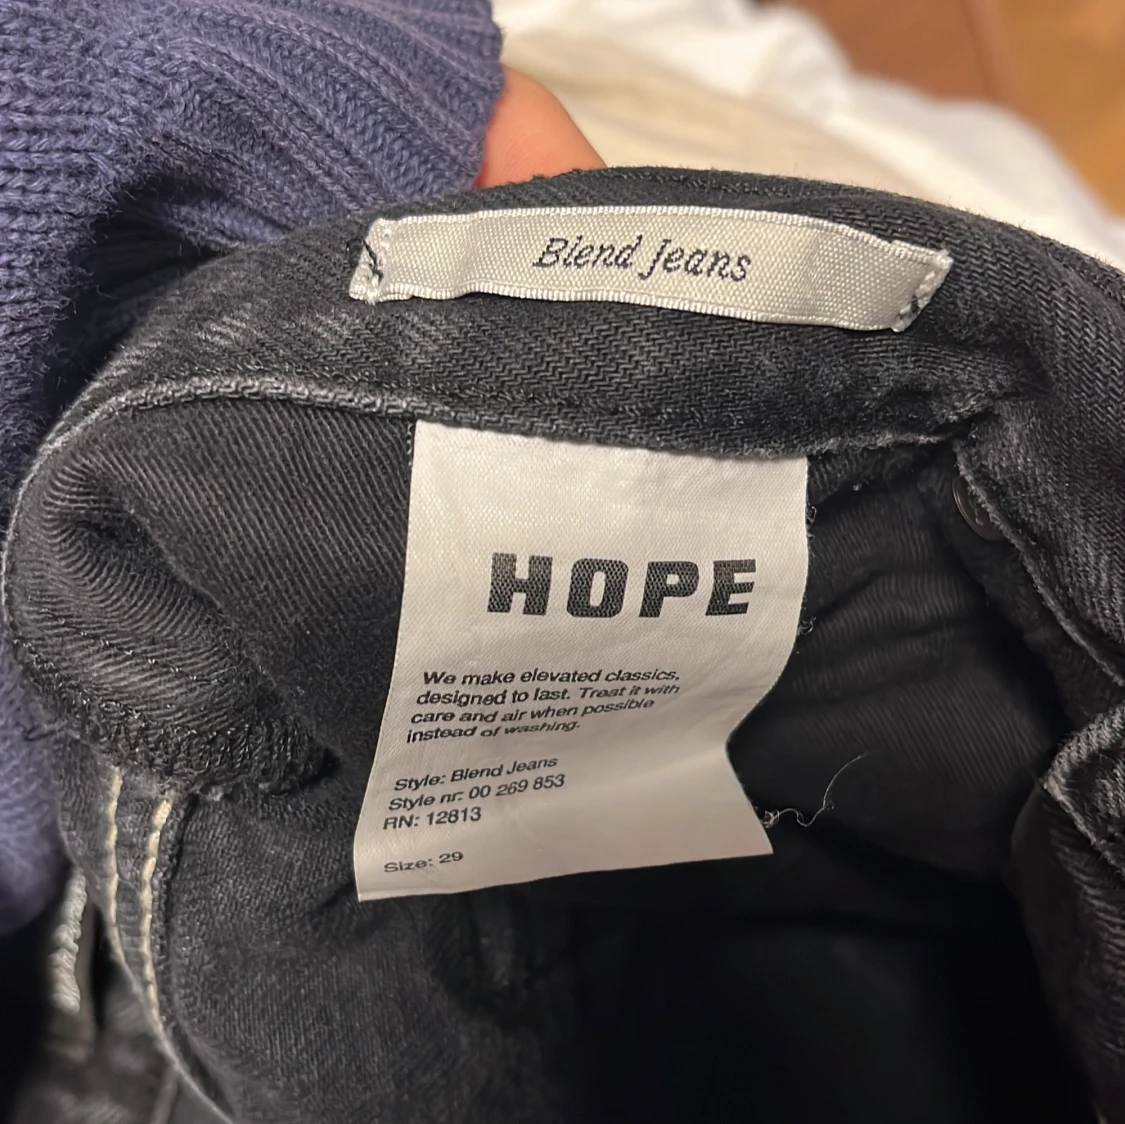 Blend Jeans
HOPE
We make elevated classics,
designed to last. Treat it with
care and air when possible
instead of washing.
Style: Blend Jeans
Style nr: 00 269 853
RN: 12813
Size: 29